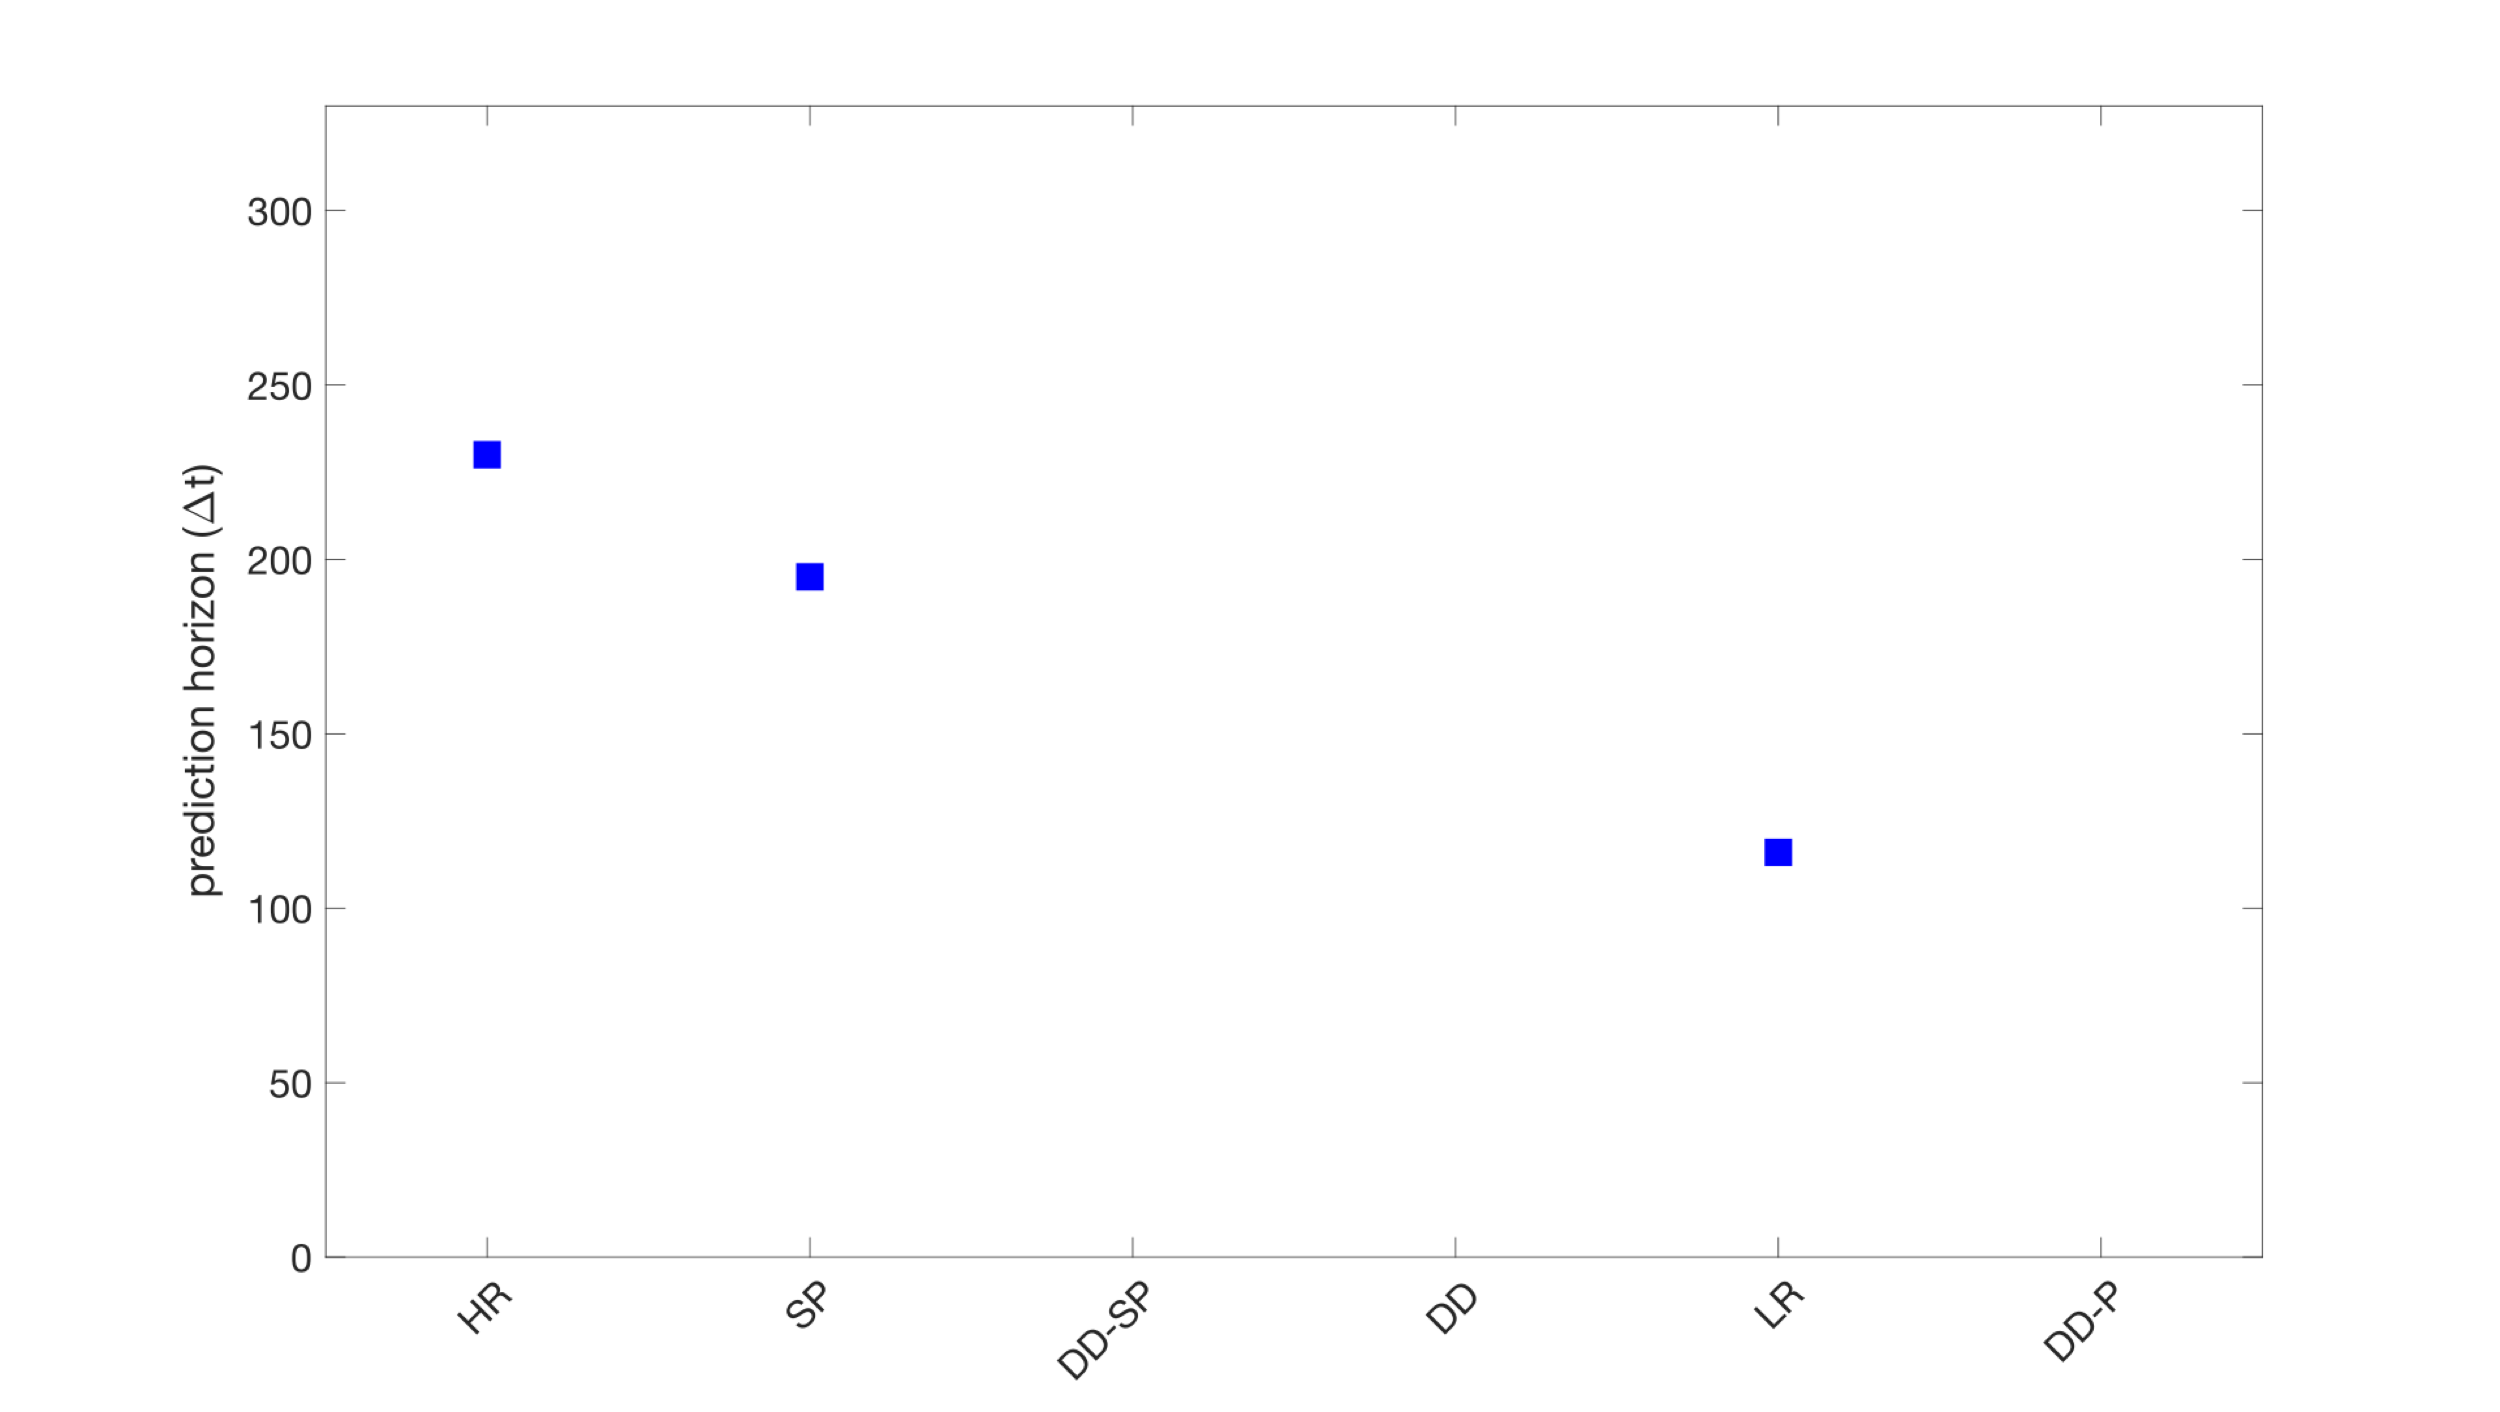 prediction horizon (Δt)
300
250
200
150
100
50
0
HR
SP
DD-SP
DD
LR
DD-P